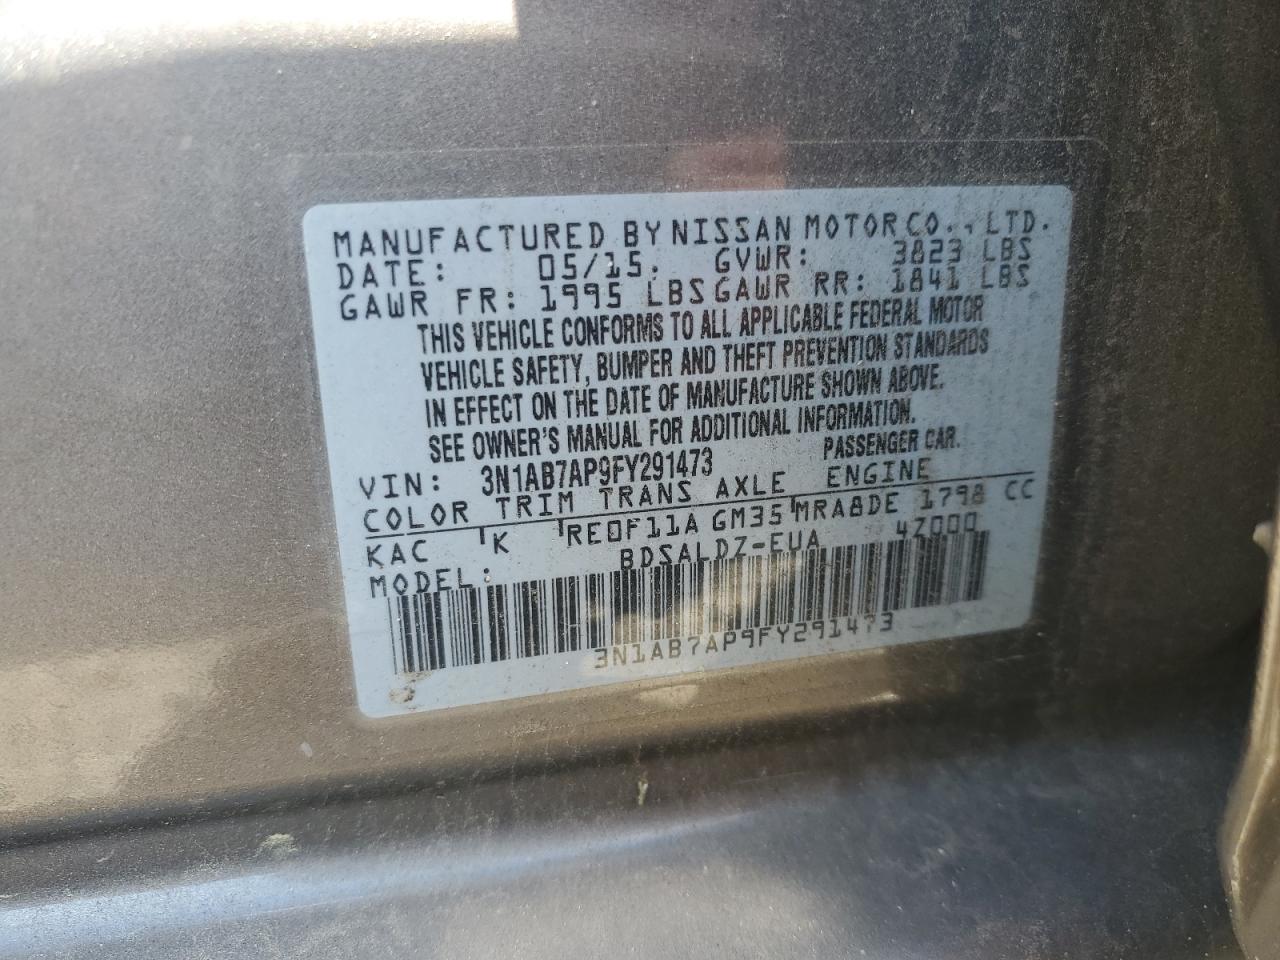 MANUFACTURED BY NISSAN MOTOR CO., LTD.
DATE: 05/15. GVWR: 3823 LBS
GAWR FR: 1995 LBS GAWR RR: 1841 LBS
THIS VEHICLE CONFORMS TO ALL APPLICABLE FEDERAL MOTOR
VEHICLE SAFETY, BUMPER AND THEFT PREVENTION STANDARDS
IN EFFECT ON THE DATE OF MANUFACTURE SHOWN ABOVE.
SEE OWNER'S MANUAL FOR ADDITIONAL INFORMATION.
VIN: 3N1AB7AP9FY291473 PASSENGER CAR.
COLOR TRIM TRANS AXLE ENGINE
KAC K RE0F11A GM35 MRA8DE 1798 CC
MODEL: BDSALDZ-EUA 4Z000
3N1AB7AP9FY291473